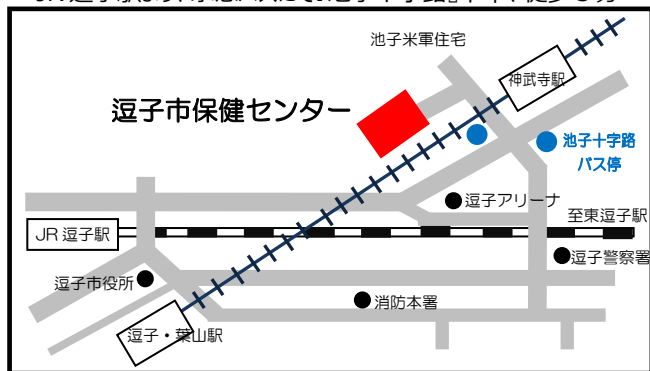 池子米軍住宅
神武寺駅
逗子市保健センター
池子十字路
バス停
逗子アリーナ
至東逗子駅
JR 逗子駅
逗子警察署
逗子市役所
消防本署
逗子・葉山駅